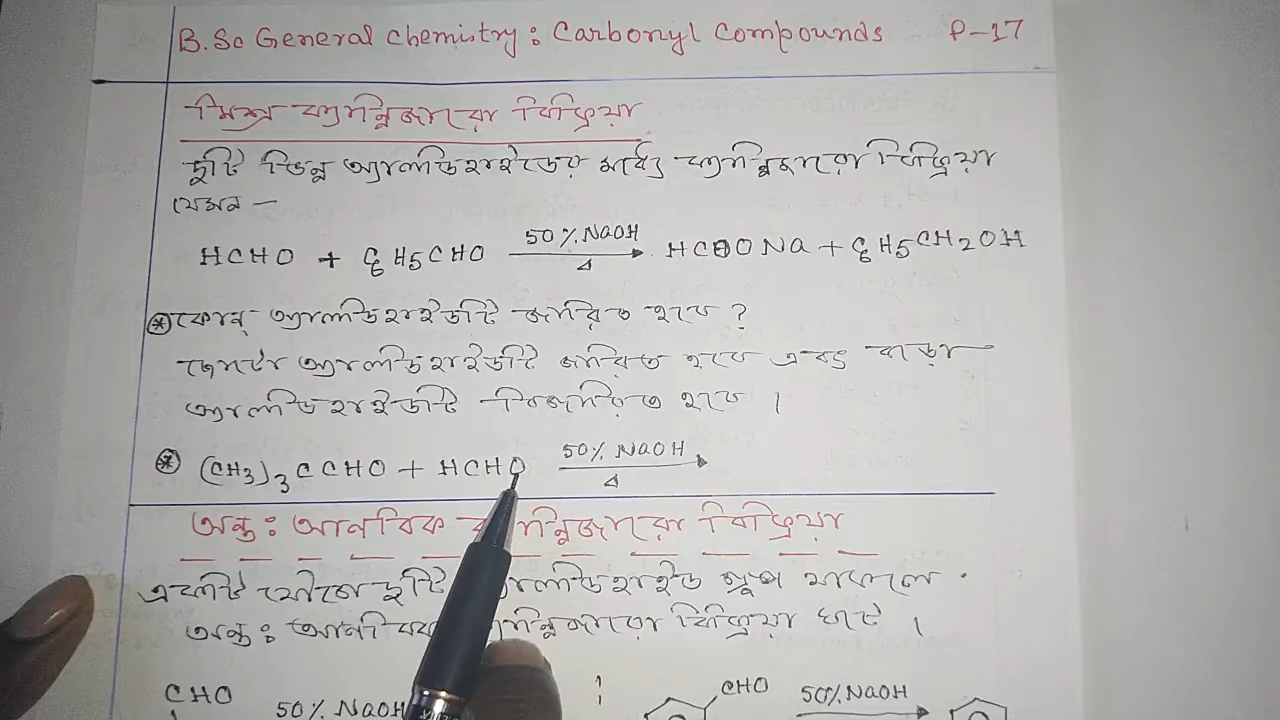 B.Sc General chemistry: Carbonyl Compounds P-17
মিশ্র ক্যানিজারো বিক্রিয়া
দুটি ভিন্ন অ্যালডিহাইডের মধ্যে ক্যানিজারো বিক্রিয়া
যেমন —
HCHO + C6H5CHO 50% NaOH Δ HCOONa + C6H5CH2OH
* কোন্ অ্যালডিহাইডটি জারিত হবে ?
ছোট অ্যালডিহাইডটি জারিত হবে এবং বড়ো
অ্যালডিহাইডটি বিজারিত হবে ।
* (CH3)3CCHO + HCHO 50% NaOH Δ
অন্তঃ আনবিক ক্যানিজারো বিক্রিয়া
একটি যৌগে দুটি অ্যালডিহাইড গ্রুপ থাকলে .
অন্তঃ আনবিক ক্যানিজারো বিক্রিয়া ঘটে ।
CHO 50% NaOH CHO 50% NaOH